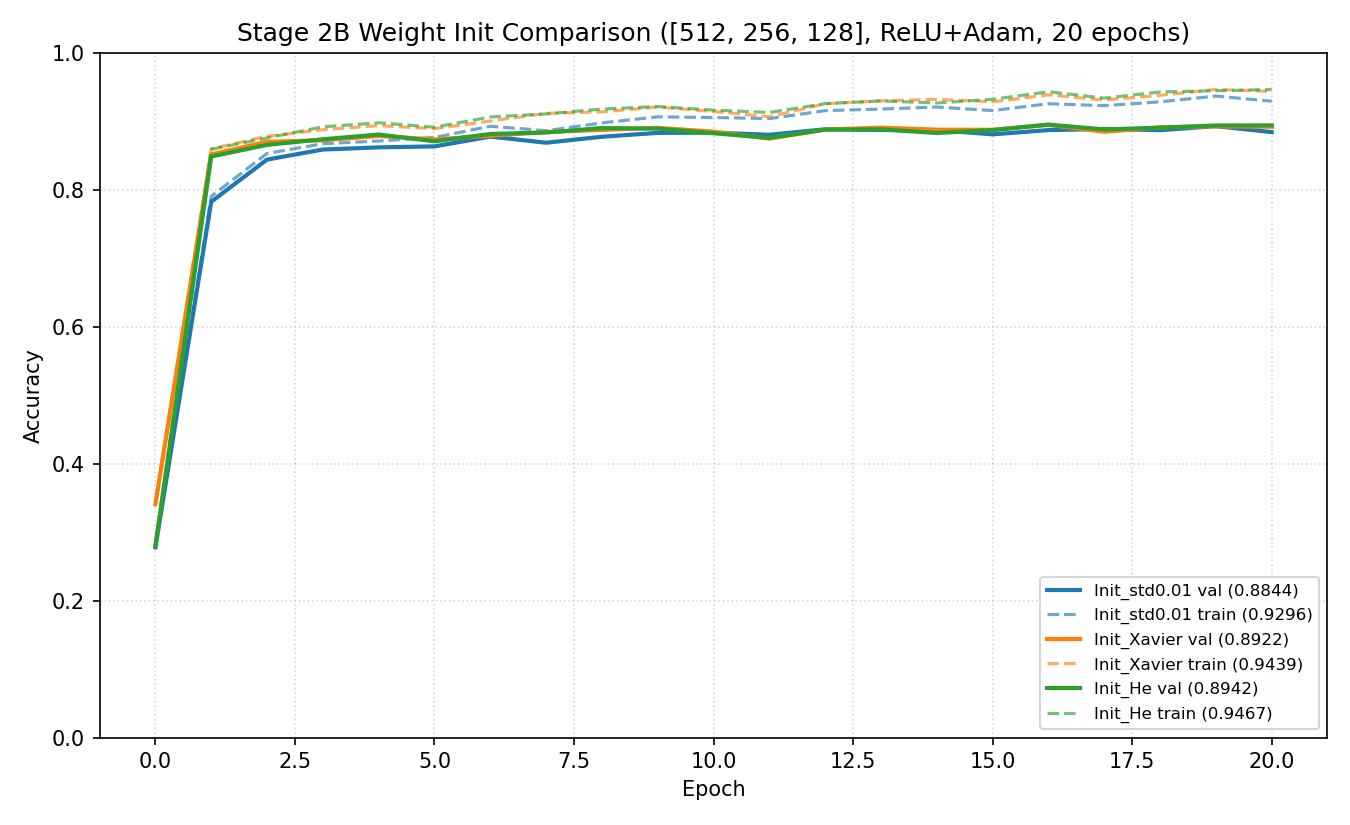 Stage 2B Weight Init Comparison ([512, 256, 128], ReLU+Adam, 20 epochs)
1.0
0.8
0.6
0.4
0.2
0.0
Accuracy
0.0 2.5 5.0 7.5 10.0 12.5 15.0 17.5 20.0
Epoch
Init_std0.01 val (0.8844)
Init_std0.01 train (0.9296)
Init_Xavier val (0.8922)
Init_Xavier train (0.9439)
Init_He val (0.8942)
Init_He train (0.9467)